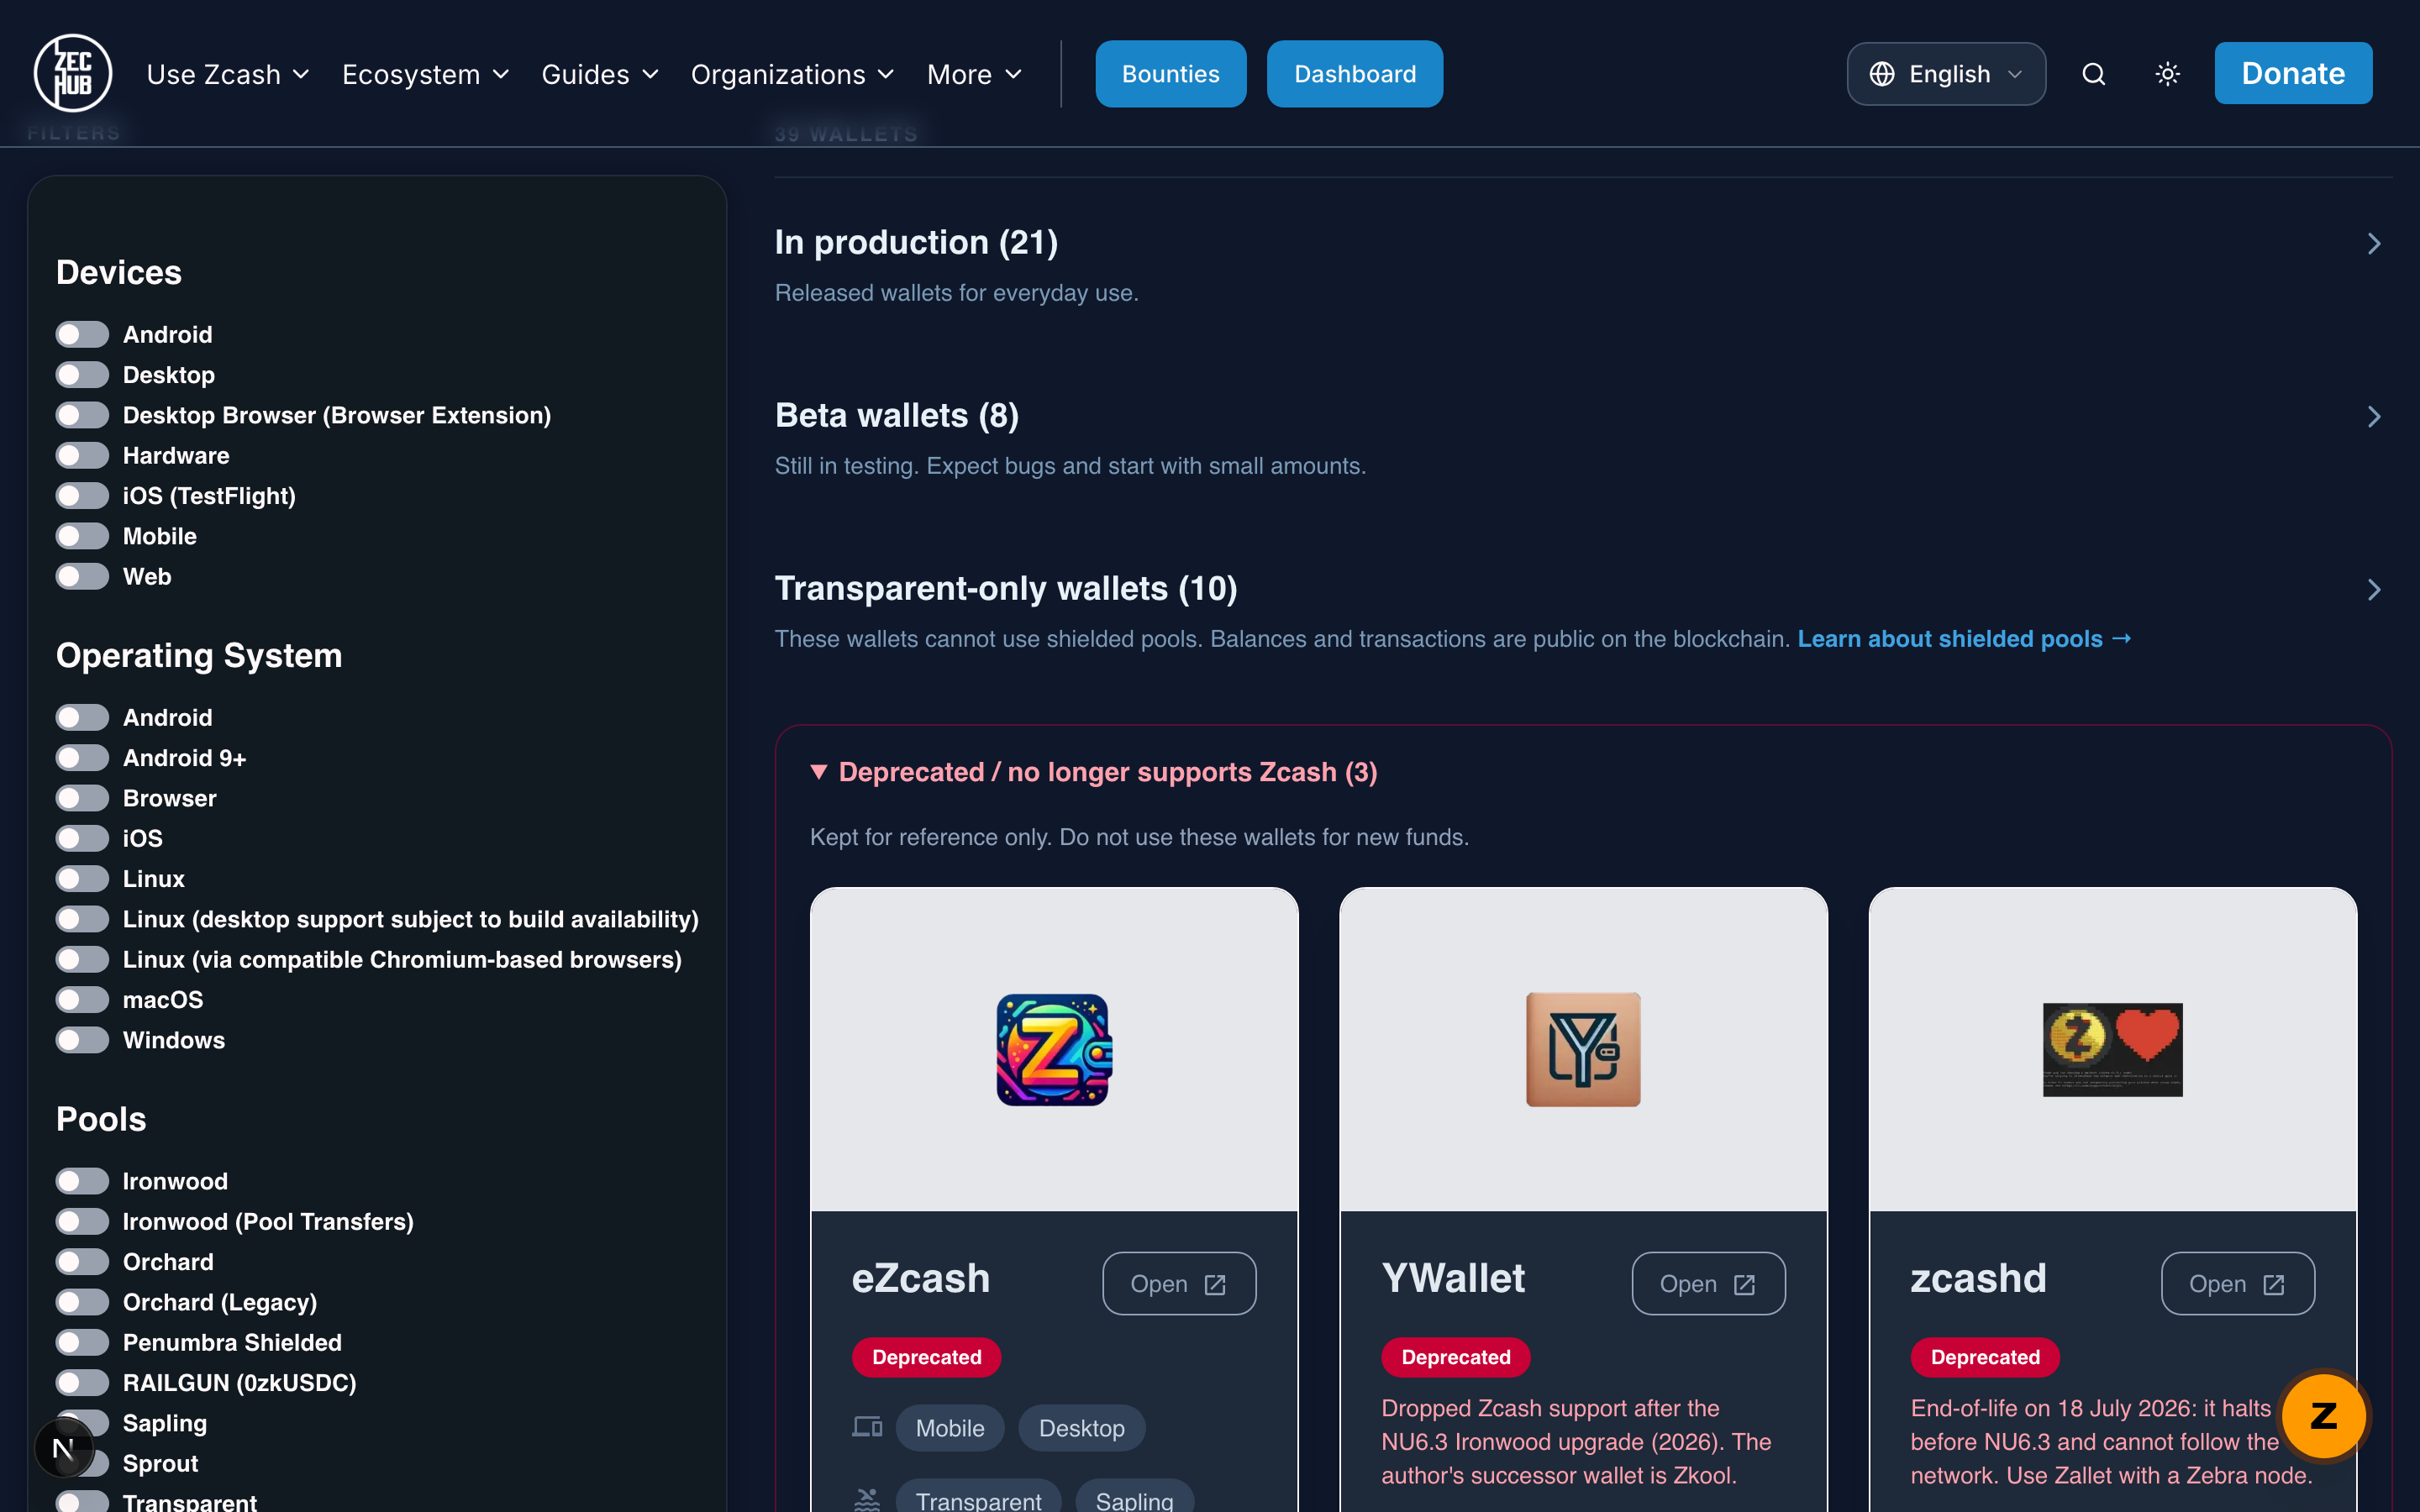 ZEC
HUB
Use Zcash
Ecosystem
Guides
Organizations
More
Bounties
Dashboard
English
Donate
FILTERS
39 WALLETS
Devices
Android
Desktop
Desktop Browser (Browser Extension)
Hardware
iOS (TestFlight)
Mobile
Web
Operating System
Android
Android 9+
Browser
iOS
Linux
Linux (desktop support subject to build availability)
Linux (via compatible Chromium-based browsers)
macOS
Windows
Pools
Ironwood
Ironwood (Pool Transfers)
Orchard
Orchard (Legacy)
Penumbra Shielded
RAILGUN (0zkUSDC)
Sapling
Sprout
Transparent
N
In production (21)
Released wallets for everyday use.
Beta wallets (8)
Still in testing. Expect bugs and start with small amounts.
Transparent-only wallets (10)
These wallets cannot use shielded pools. Balances and transactions are public on the blockchain. Learn about shielded pools →
Deprecated / no longer supports Zcash (3)
Kept for reference only. Do not use these wallets for new funds.
eZcash
Open
Deprecated
Mobile
Desktop
Transparent
Sapling
YWallet
Open
Deprecated
Dropped Zcash support after the
NU6.3 Ironwood upgrade (2026). The
author's successor wallet is Zkool.
zcashd
Open
Deprecated
End-of-life on 18 July 2026: it halts
before NU6.3 and cannot follow the
network. Use Zallet with a Zebra node.
Z